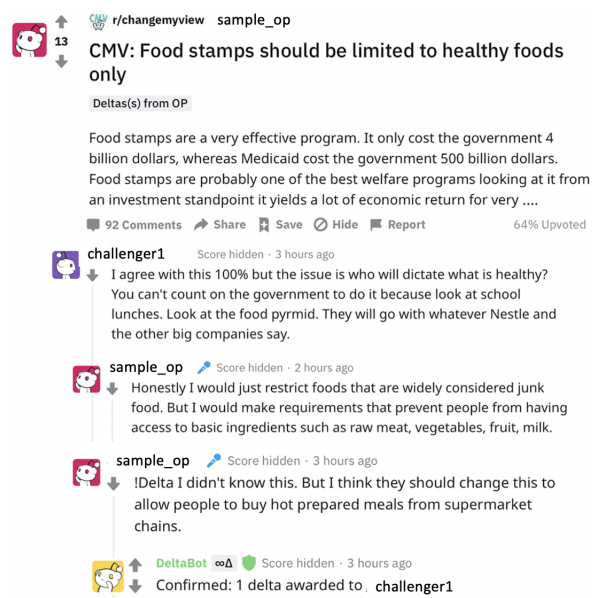 r/changemyview sample_op
13
CMV: Food stamps should be limited to healthy foods
only
Deltas(s) from OP
Food stamps are a very effective program. It only cost the government 4
billion dollars, whereas Medicaid cost the government 500 billion dollars.
Food stamps are probably one of the best welfare programs looking at it from
an investment standpoint it yields a lot of economic return for very ....
92 Comments Share Save Hide Report 64% Upvoted
challenger1 Score hidden · 3 hours ago
I agree with this 100% but the issue is who will dictate what is healthy?
You can't count on the government to do it because look at school
lunches. Look at the food pyrmid. They will go with whatever Nestle and
the other big companies say.
sample_op Score hidden · 2 hours ago
Honestly I would just restrict foods that are widely considered junk
food. But I would make requirements that prevent people from having
access to basic ingredients such as raw meat, vegetables, fruit, milk.
sample_op Score hidden · 3 hours ago
!Delta I didn't know this. But I think they should change this to
allow people to buy hot prepared meals from supermarket
chains.
DeltaBot ∞Δ Score hidden · 3 hours ago
Confirmed: 1 delta awarded to challenger1